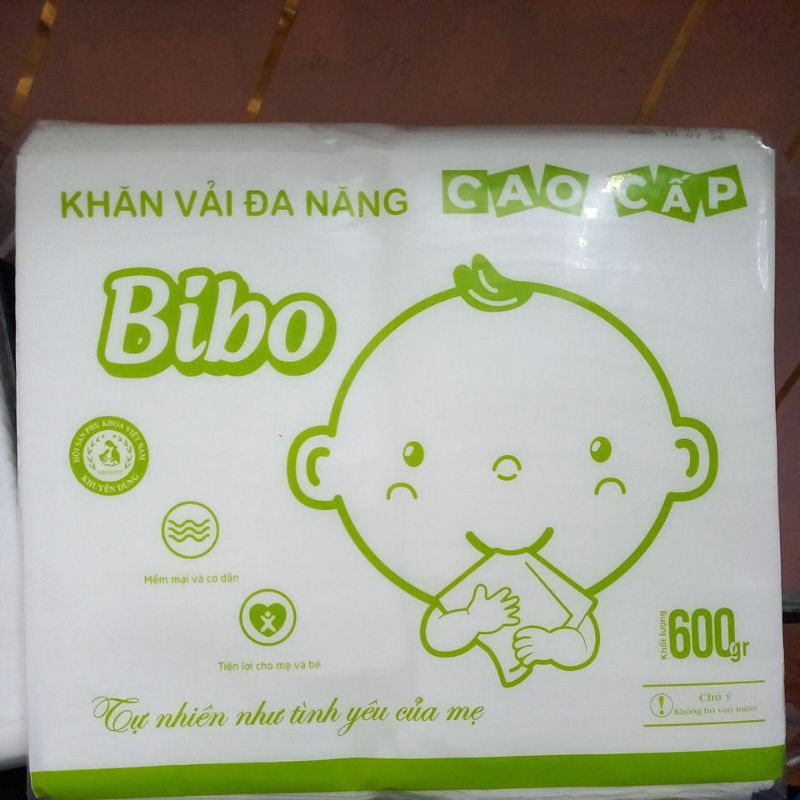 KHĂN VẢI ĐA NĂNG CAO CẤP
Bibo
HỘI SẢN PHỤ KHOA VIỆT NAM
KHUYÊN DÙNG
Mềm mại và co dãn
Tiện lợi cho mẹ và bé
Khối lượng 600gr
Tự nhiên như tình yêu của mẹ
Chú ý
Không bỏ vào toilet